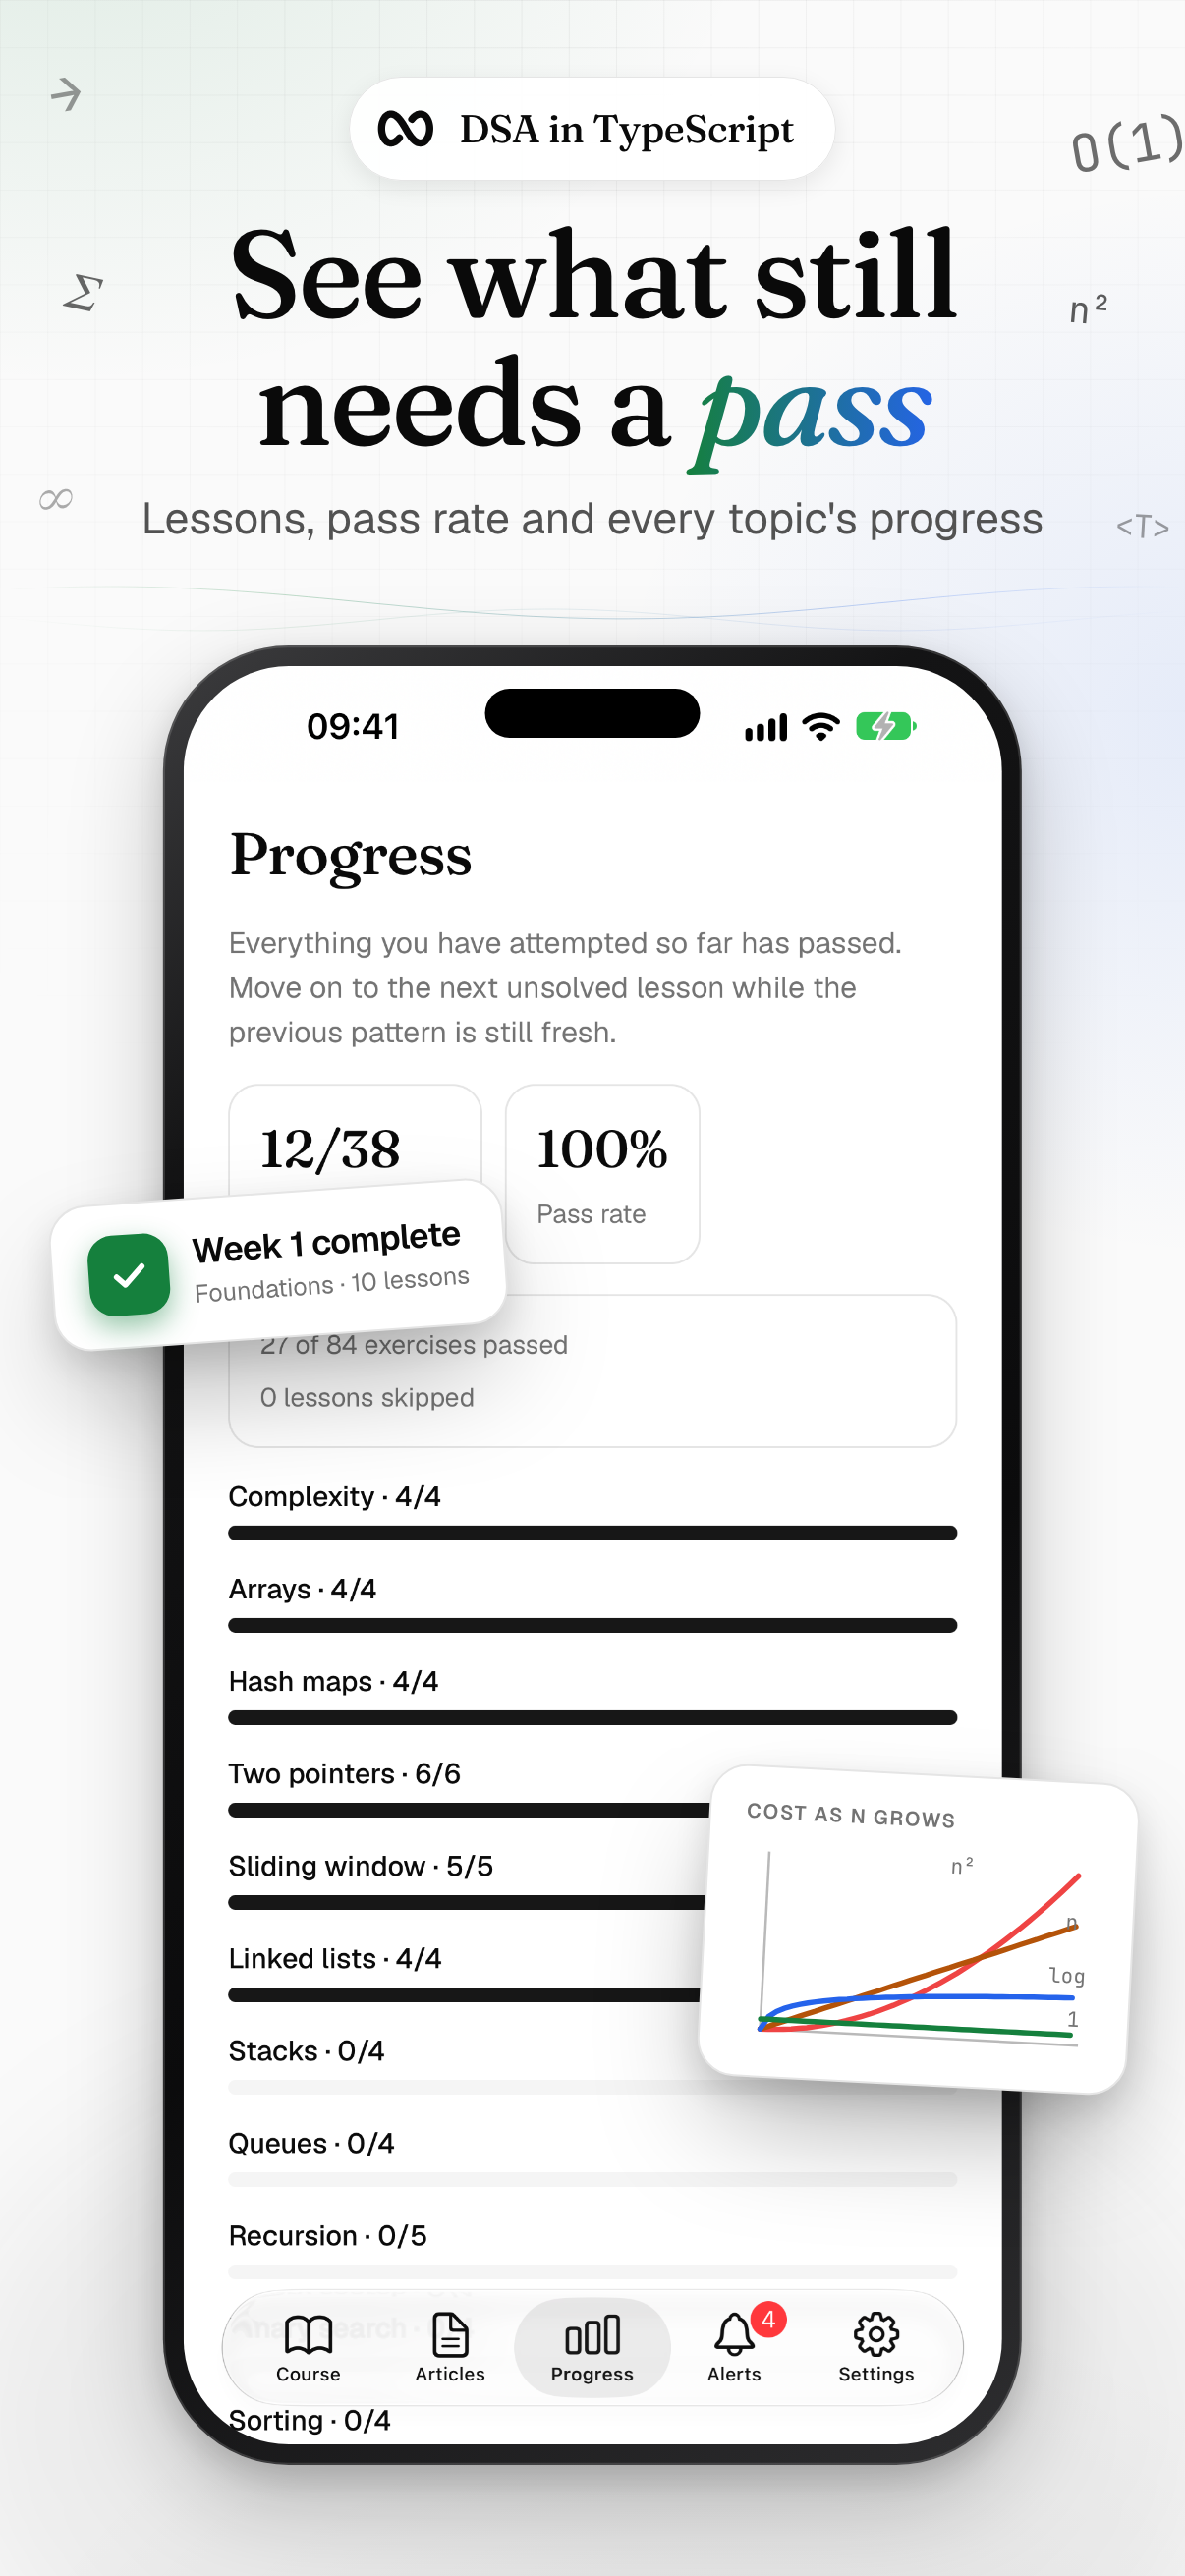 →
DSA in TypeScript
O(1)
See what still
Σ
n²
needs a pass
∞
Lessons, pass rate and every topic's progress
<T>
09:41
Progress
Everything you have attempted so far has passed.
Move on to the next unsolved lesson while the
previous pattern is still fresh.
12/38
100%
Pass rate
Week 1 complete
Foundations · 10 lessons
27 of 84 exercises passed
0 lessons skipped
Complexity · 4/4
Arrays · 4/4
Hash maps · 4/4
Two pointers · 6/6
COST AS N GROWS
n²
n
log
1
Sliding window · 5/5
Linked lists · 4/4
Stacks · 0/4
Queues · 0/4
Recursion · 0/5
4
Course
Articles
Progress
Alerts
Settings
Sorting · 0/4